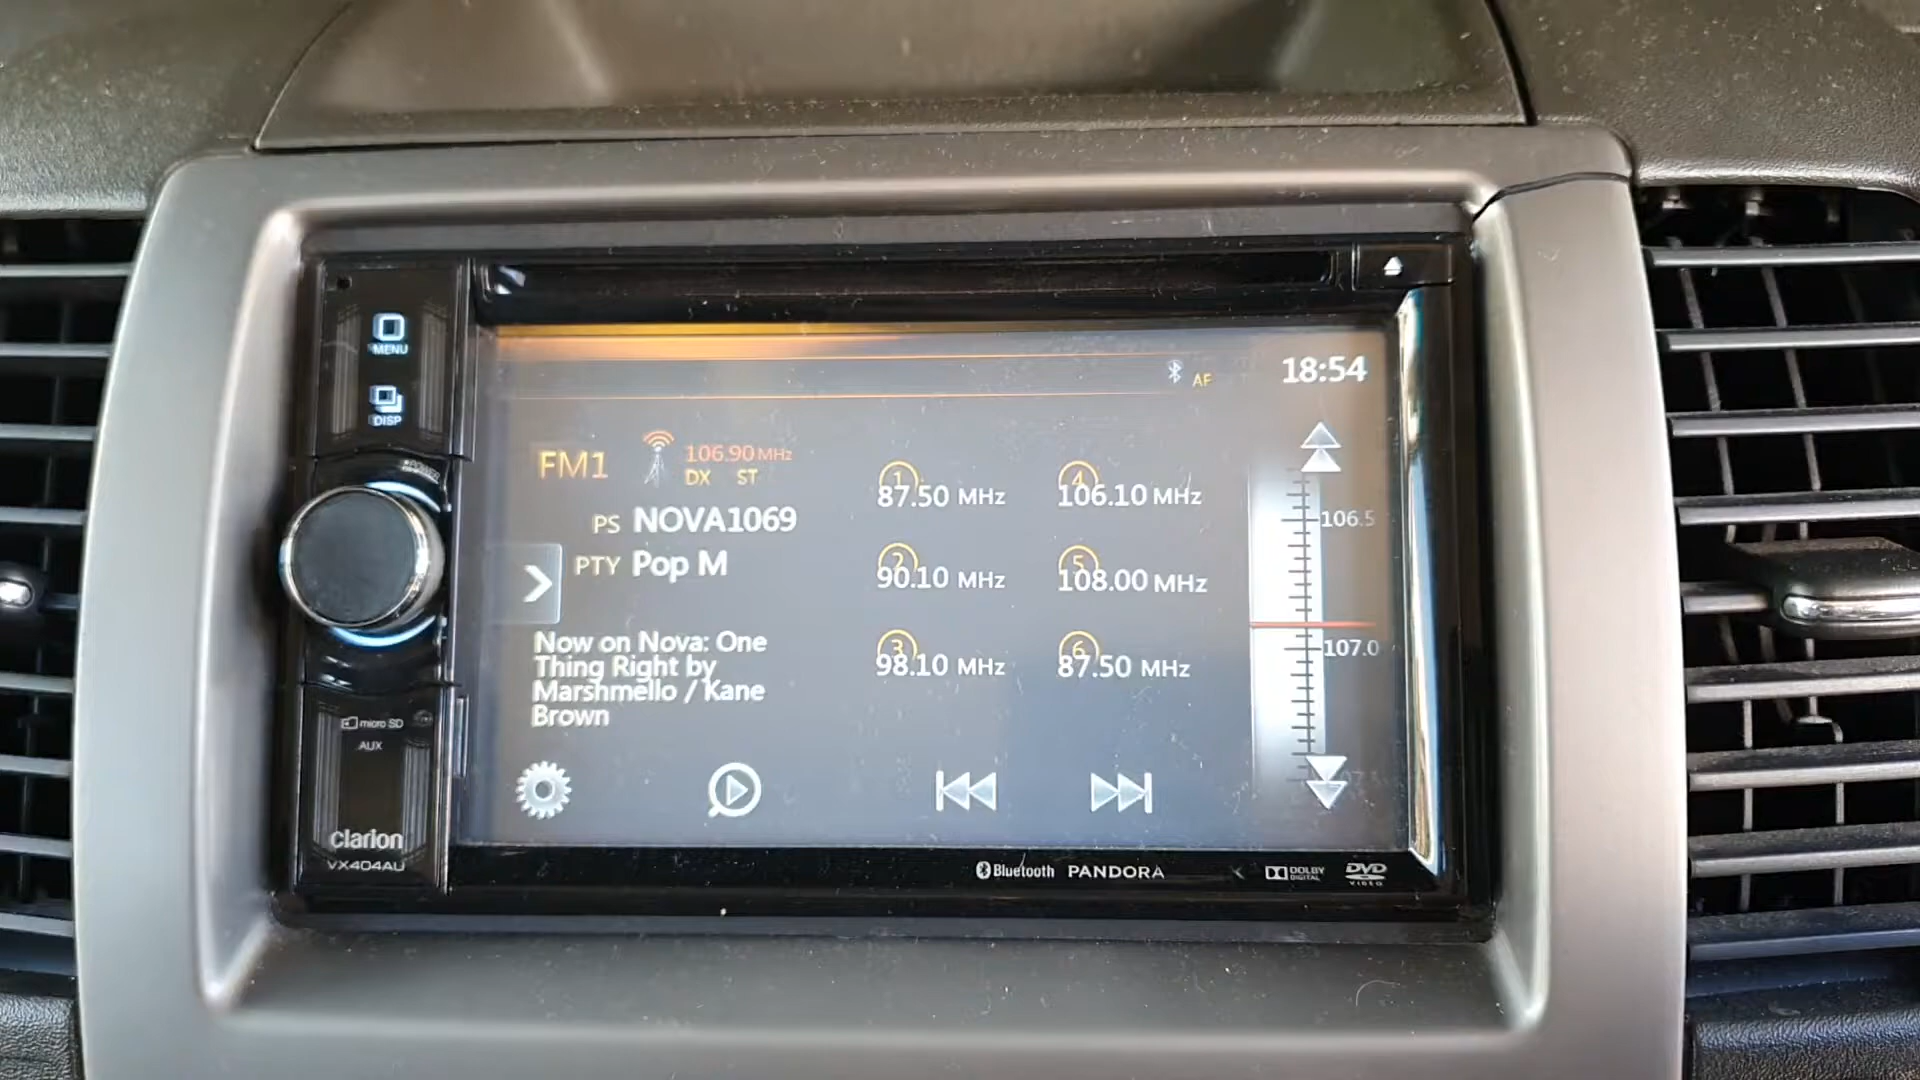 MENU
DISP
POWER
micro SD
AUX
clarion
VX404AU
AF
18:54
FM1
106.90 MHz
DX ST
PS NOVA1069
PTY Pop M
Now on Nova: One
Thing Right by
Marshmello / Kane
Brown
1
87.50 MHz
2
90.10 MHz
3
98.10 MHz
4
106.10 MHz
5
108.00 MHz
6
87.50 MHz
106.5
107.0
Bluetooth PANDORA
DOLBY
DIGITAL
DVD
VIDEO